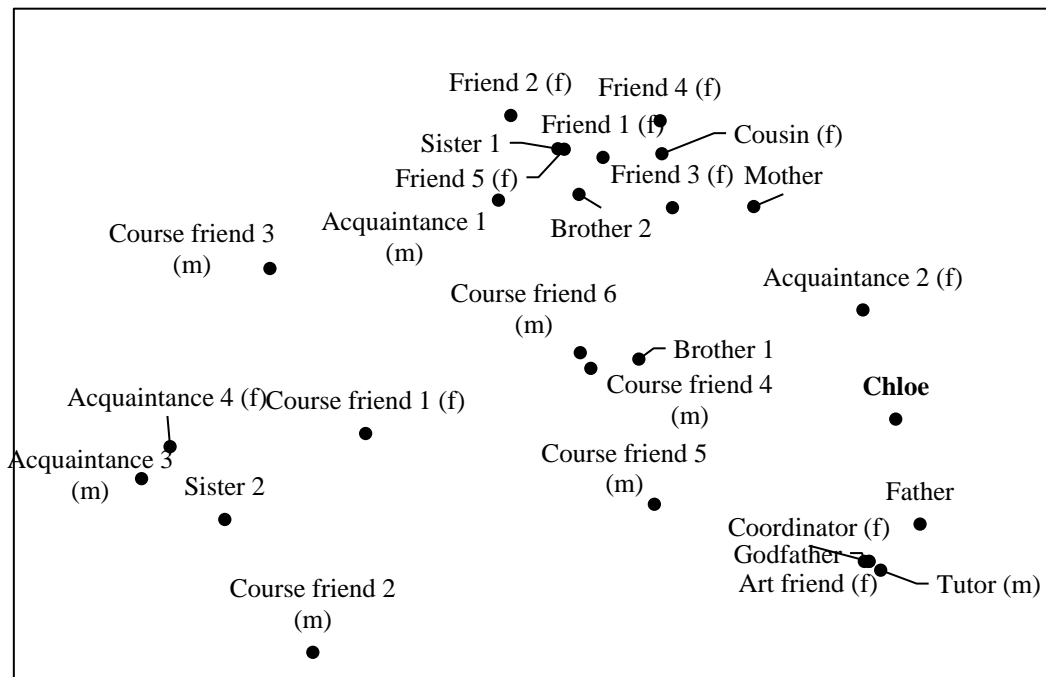 Friend 2 (f)
Friend 4 (f)
Friend 1 (f)
Sister 1
Cousin (f)
Friend 5 (f)
Friend 3 (f)
Mother
Acquaintance 1
(m)
Brother 2
Course friend 3
(m)
Acquaintance 2 (f)
Course friend 6
(m)
Brother 1
Course friend 4
(m)
Chloe
Acquaintance 4 (f)
Course friend 1 (f)
Acquaintance 3
(m)
Sister 2
Course friend 5
(m)
Father
Coordinator (f)
Godfather
Art friend (f)
Tutor (m)
Course friend 2
(m)